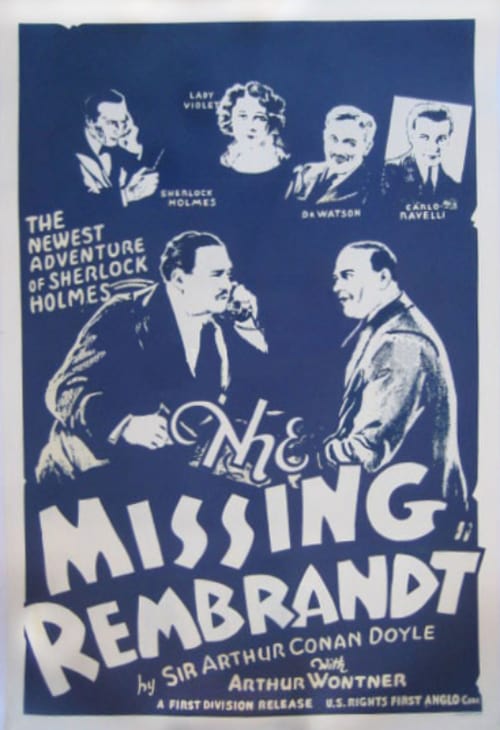 LADY
VIOLET
SHERLOCK
HOLMES
DR WATSON
CARLO
RAVELLI
THE
NEWEST
ADVENTURE
OF SHERLOCK
HOLMES
The
MISSING
REMBRANDT
by SIR ARTHUR CONAN DOYLE
With
ARTHUR WONTNER
A FIRST DIVISION RELEASE U.S. RIGHTS FIRST ANGLO CORP.